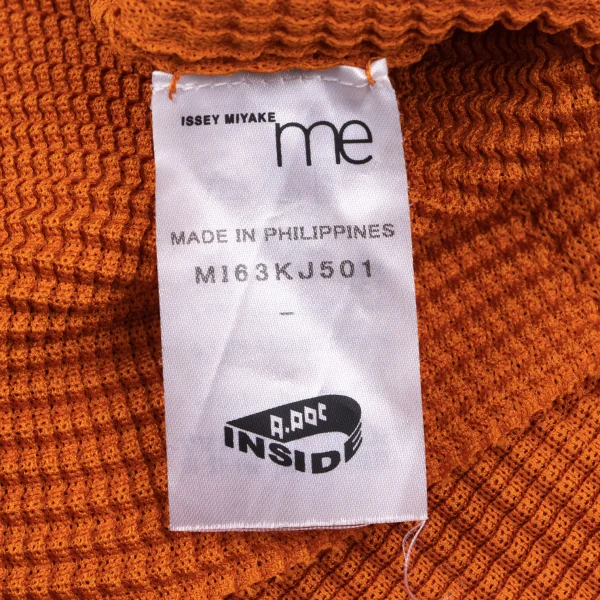 ISSEY MIYAKE
me
MADE IN PHILIPPINES
MI63KJ501
A.POC
INSIDE